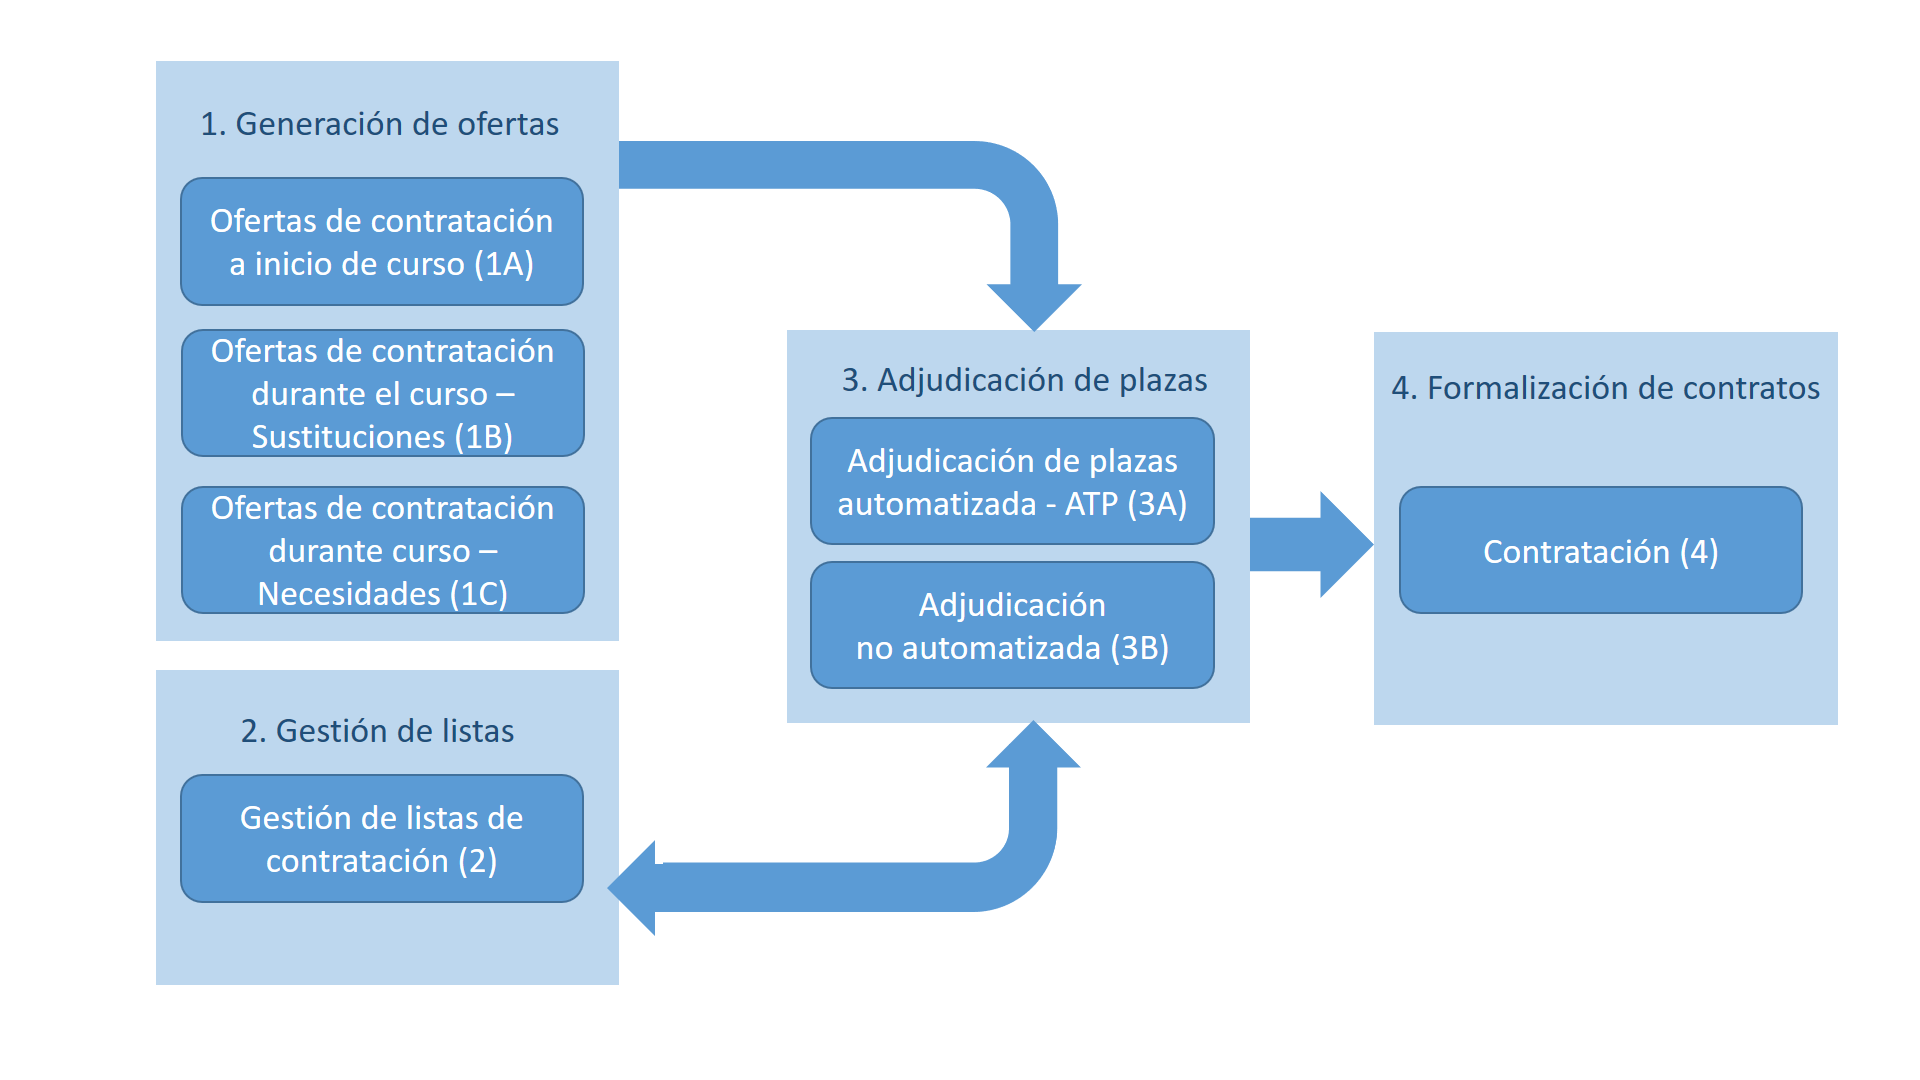 1. Generación de ofertas
Ofertas de contratación
a inicio de curso (1A)
Ofertas de contratación
durante el curso –
Sustituciones (1B)
Ofertas de contratación
durante curso –
Necesidades (1C)
2. Gestión de listas
Gestión de listas de
contratación (2)
3. Adjudicación de plazas
Adjudicación de plazas
automatizada - ATP (3A)
Adjudicación
no automatizada (3B)
4. Formalización de contratos
Contratación (4)